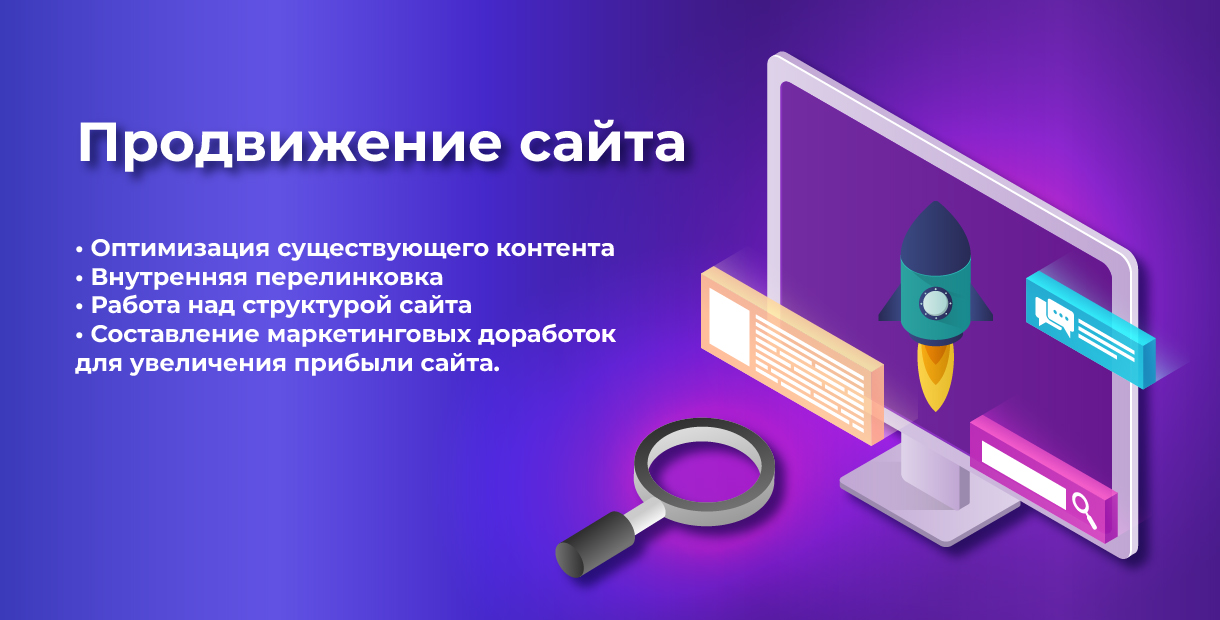 Продвижение сайта
• Оптимизация существующего контента
• Внутренняя перелинковка
• Работа над структурой сайта
• Составление маркетинговых доработок
для увеличения прибыли сайта.